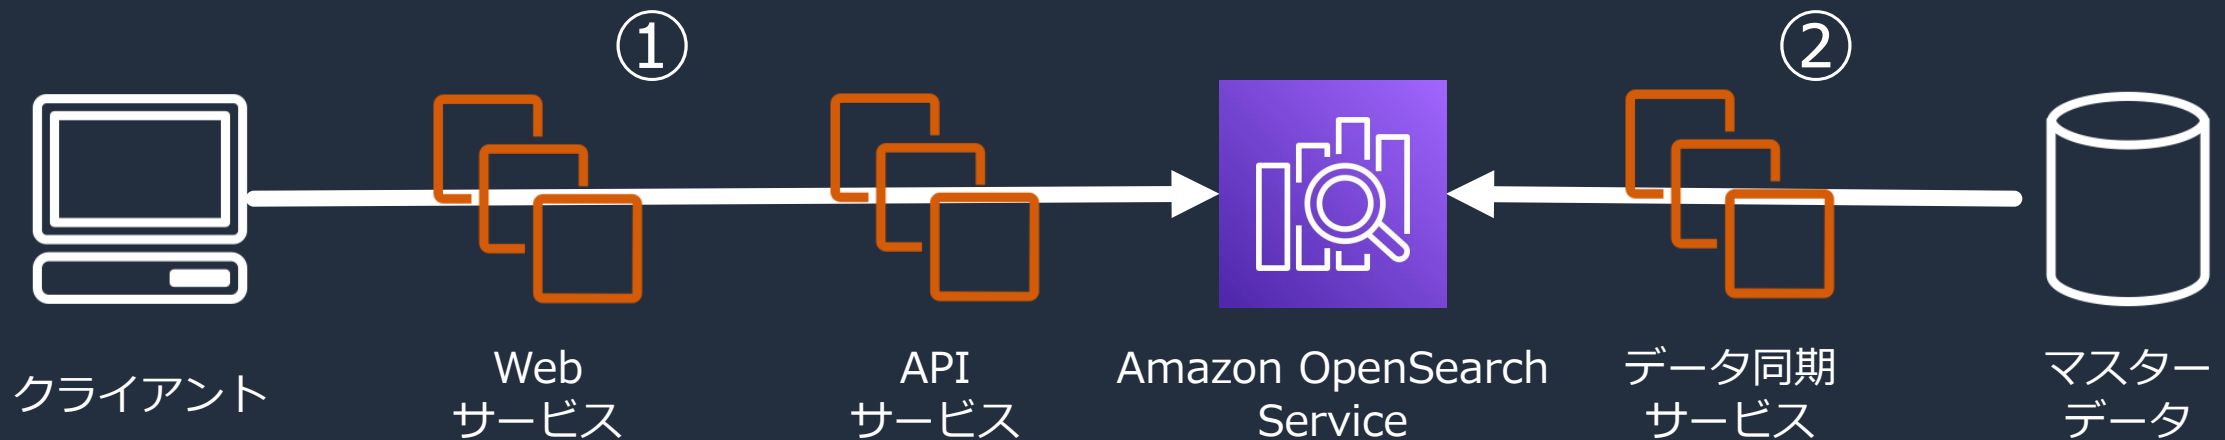 ①
②
クライアント
Web
サービス
API
サービス
Amazon OpenSearch
Service
データ同期
サービス
マスター
データ